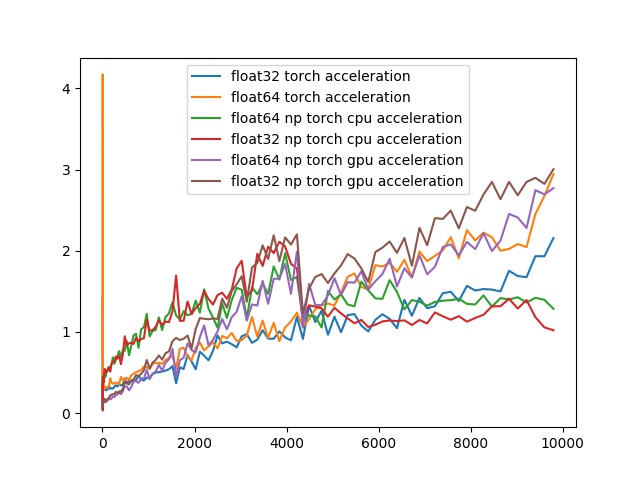 float32 torch acceleration
float64 torch acceleration
float64 np torch cpu acceleration
float32 np torch cpu acceleration
float64 np torch gpu acceleration
float32 np torch gpu acceleration
4
3
2
1
0
0 2000 4000 6000 8000 10000